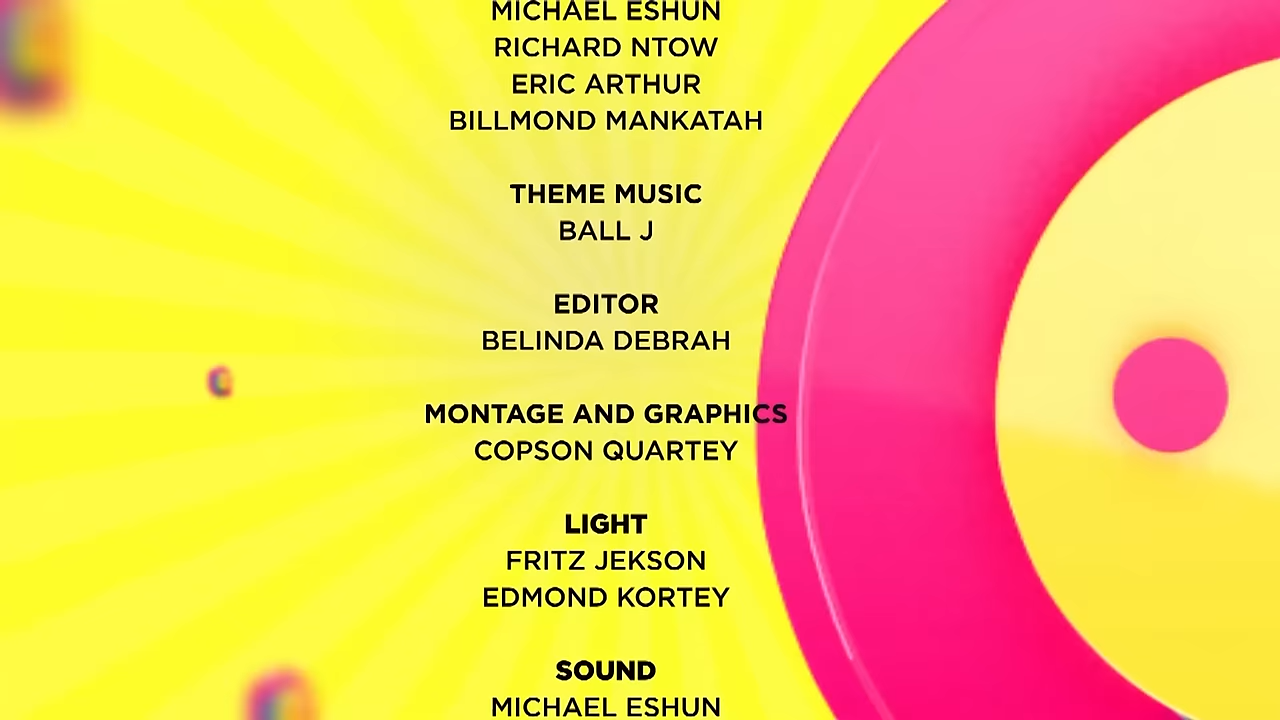 MICHAEL ESHUN
RICHARD NTOW
ERIC ARTHUR
BILLMOND MANKATAH
THEME MUSIC
BALL J
EDITOR
BELINDA DEBRAH
MONTAGE AND GRAPHICS
COPSON QUARTEY
LIGHT
FRITZ JEKSON
EDMOND KORTEY
SOUND
MICHAEL ESHUN